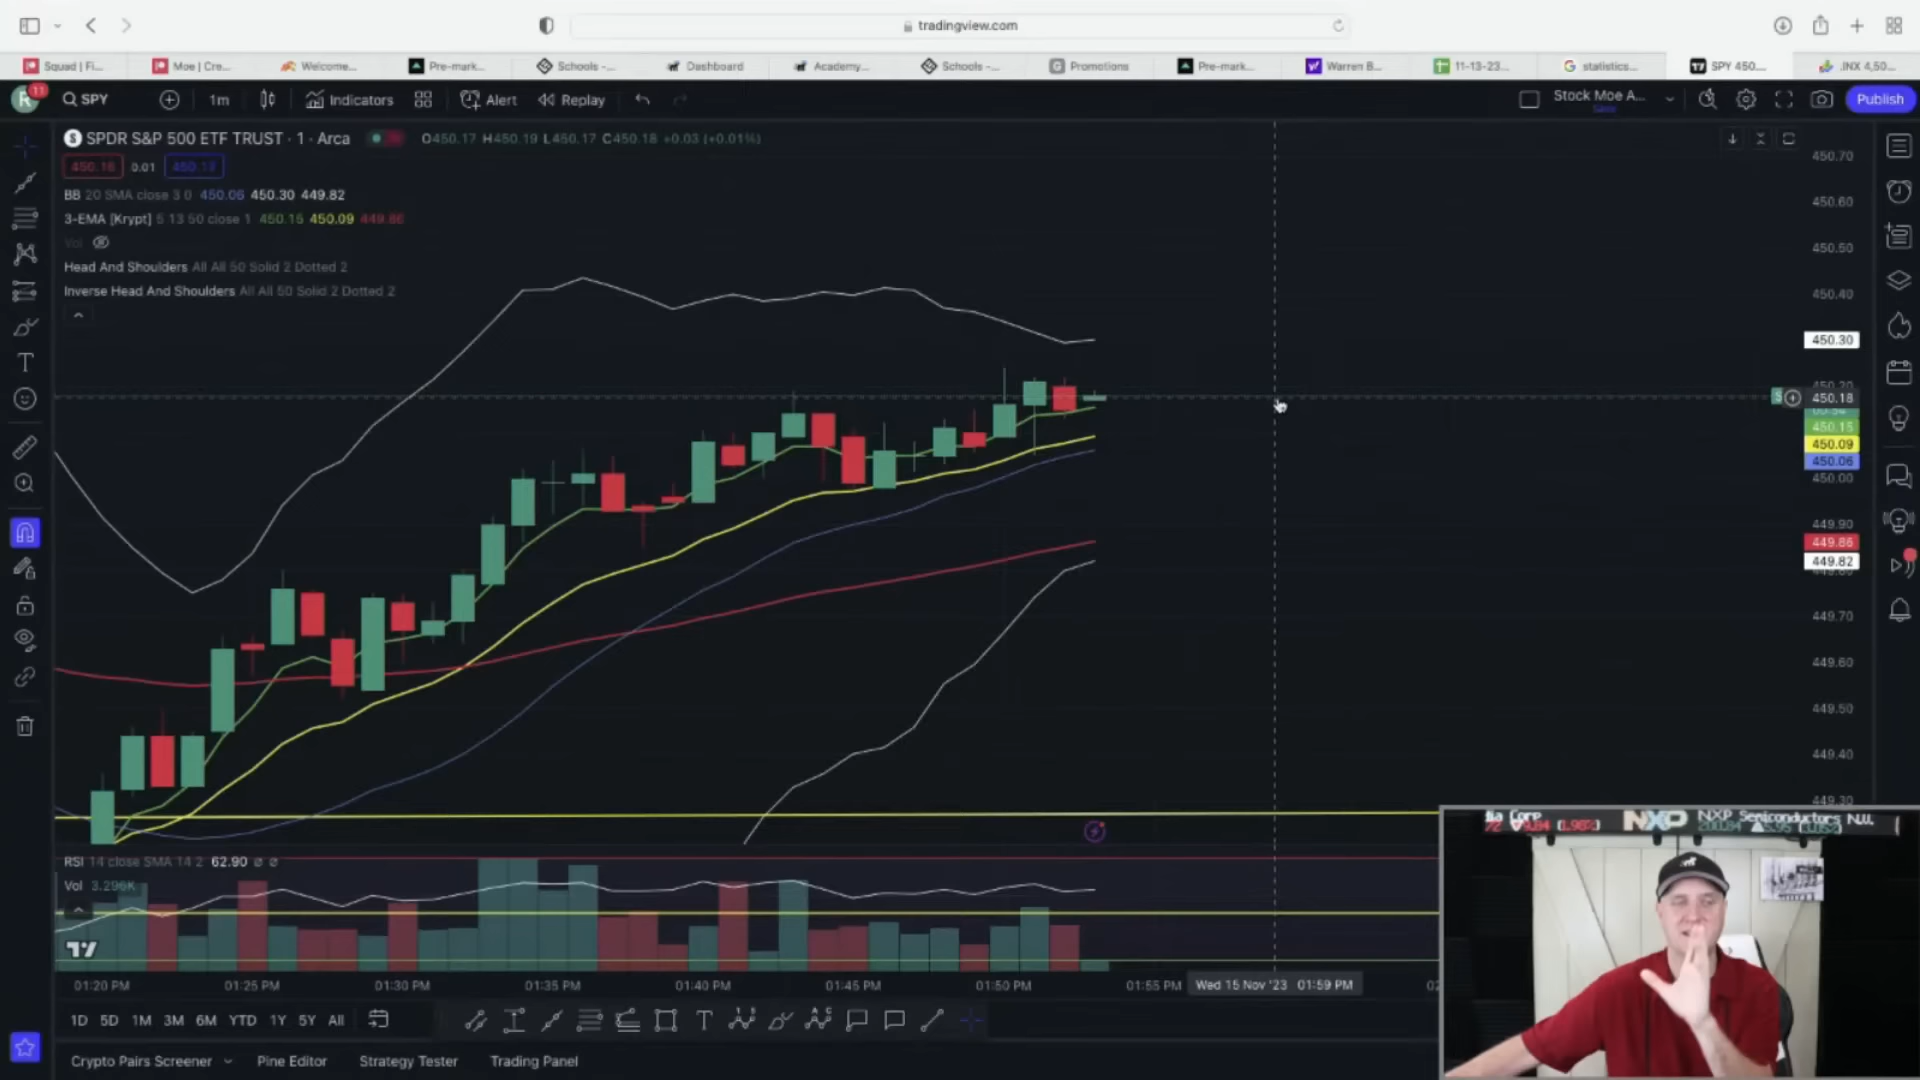 tradingview.com
Squad | Fi...
Moe | Cre...
Welcome...
Pre-mark...
Schools -...
Dashboard
Academy...
Schools -...
Promotions
Pre-mark...
Warren B...
11-13-23...
statistics...
SPY 450....
.INX 4,50...
R
11
SPY
1m
Indicators
Alert
Replay
Stock Moe A...
Save
Publish
SPDR S&P 500 ETF TRUST · 1 · Arca
O450.17 H450.19 L450.17 C450.18 +0.03 (+0.01%)
0.01
BB 20 SMA close 3 0 450.06 450.30 449.82
3-EMA [Krypt] 5 13 50 close 1 450.15 450.09 449.86
Vol
Head And Shoulders All All 50 Solid 2 Dotted 2
Inverse Head And Shoulders All All 50 Solid 2 Dotted 2
450.70
450.60
450.50
450.40
450.30
450.20
450.18
450.15
450.09
450.06
450.00
449.90
449.86
449.82
449.70
449.60
449.50
449.40
449.30
RSI 14 close SMA 14 2 62.90
Vol 3.296K
01:20 PM
01:25 PM
01:30 PM
01:35 PM
01:40 PM
01:45 PM
01:50 PM
01:55 PM
Wed 15 Nov '23 01:59 PM
1D
5D
1M
3M
6M
YTD
1Y
5Y
All
Crypto Pairs Screener
Pine Editor
Strategy Tester
Trading Panel
Corp
NXP
NXP Semiconductors N.V.